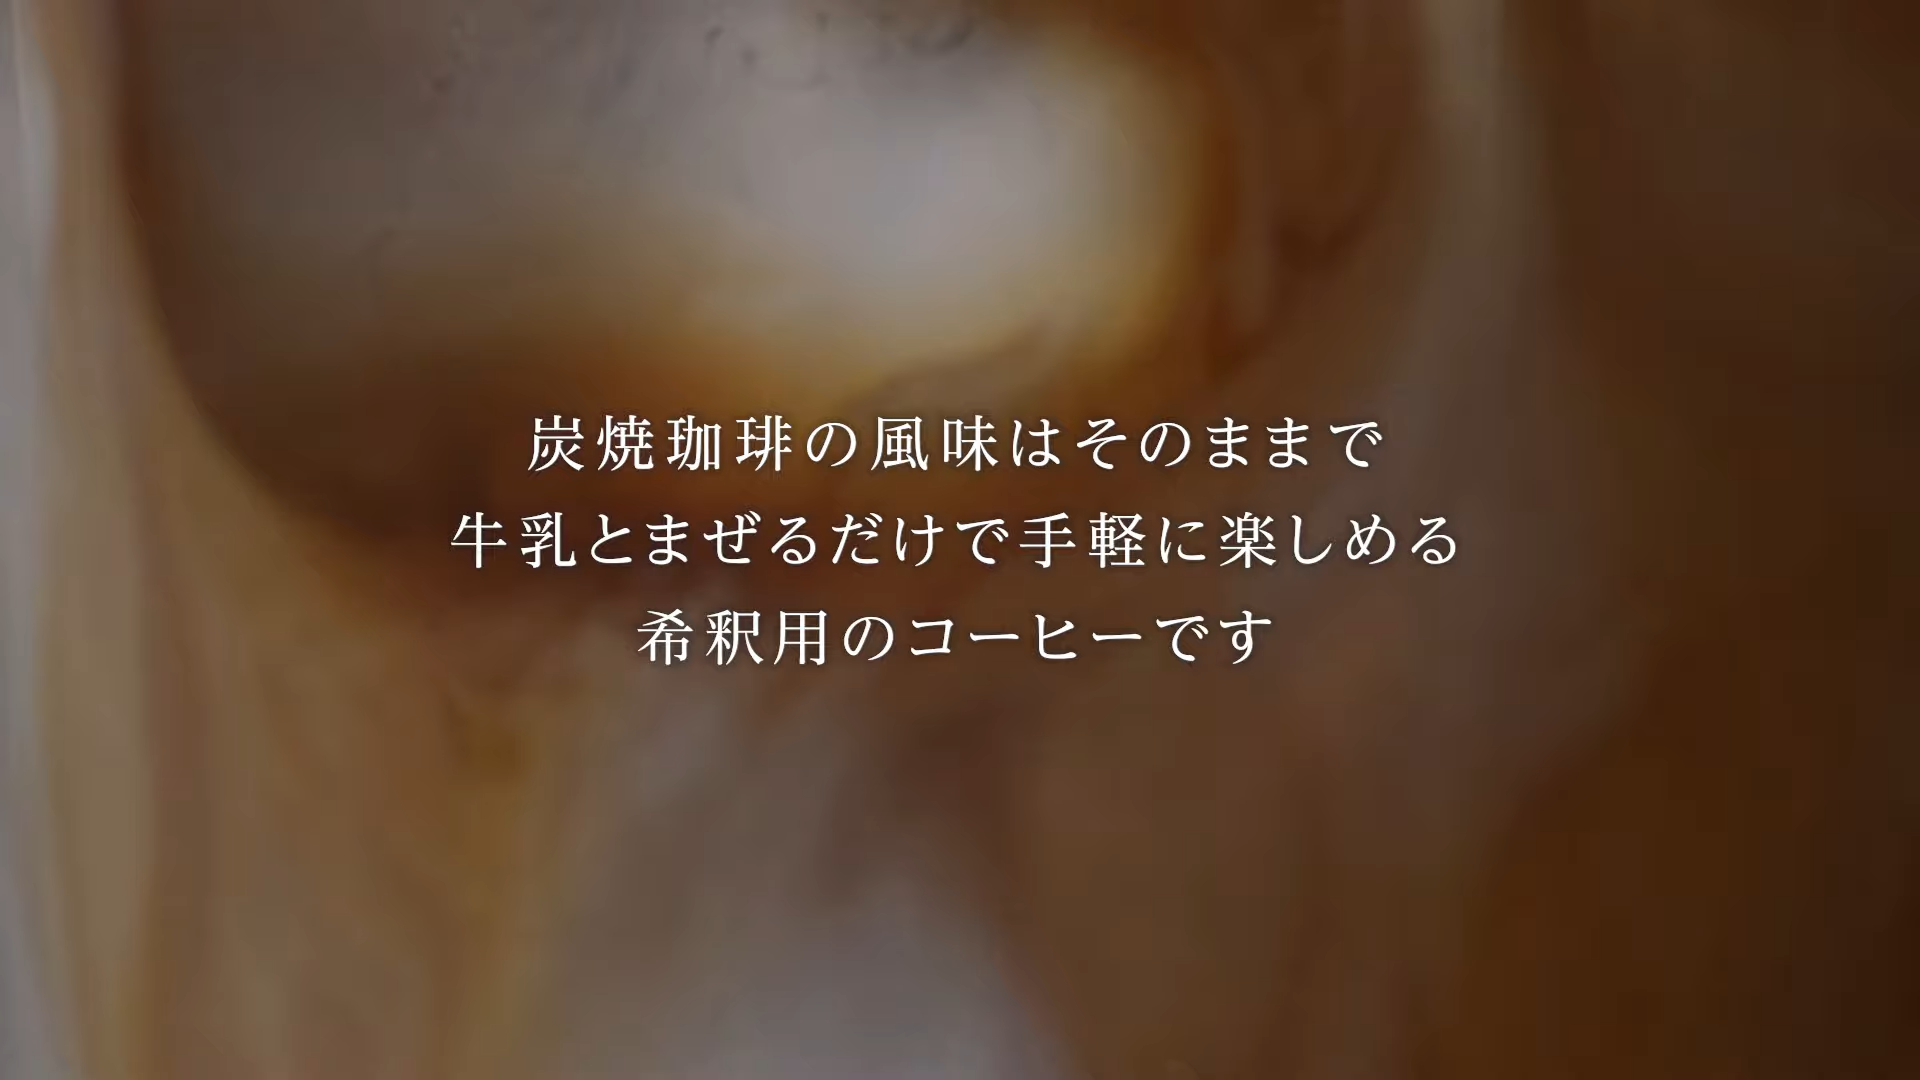 炭焼珈琲の風味はそのままで
牛乳とまぜるだけで手軽に楽しめる
希釈用のコーヒーです